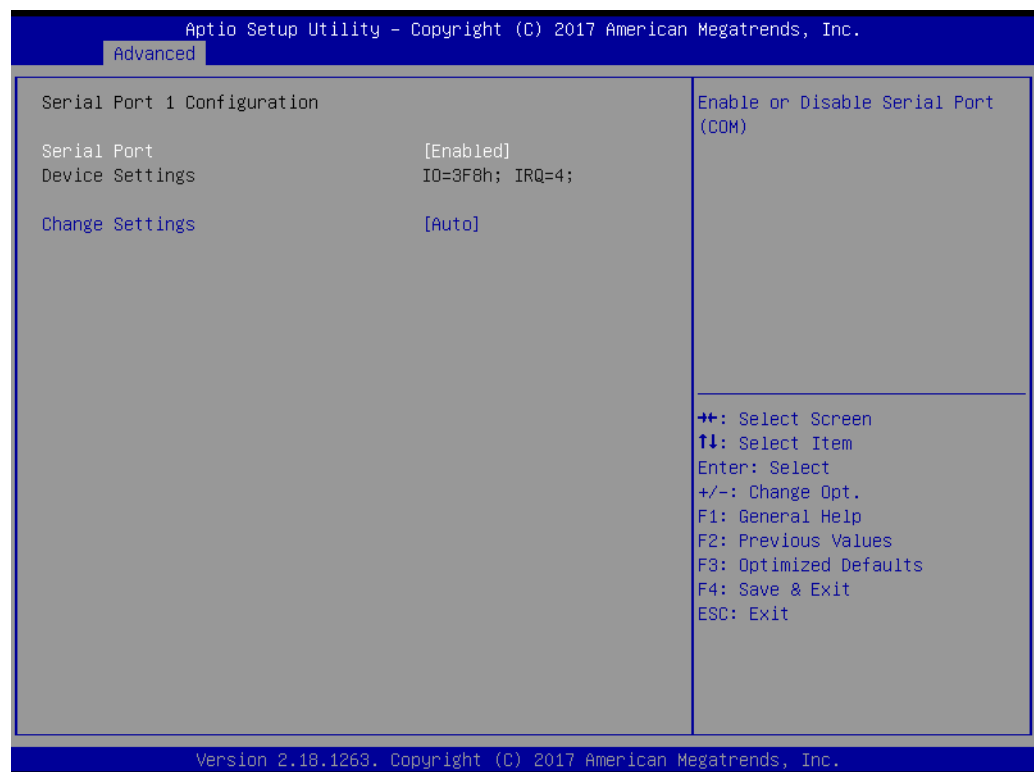 Aptio Setup Utility – Copyright (C) 2017 American Megatrends, Inc.
Advanced
Serial Port 1 Configuration
Serial Port [Enabled]
Device Settings IO=3F8h; IRQ=4;
Change Settings [Auto]
Enable or Disable Serial Port
(COM)
→←: Select Screen
↑↓: Select Item
Enter: Select
+/-: Change Opt.
F1: General Help
F2: Previous Values
F3: Optimized Defaults
F4: Save & Exit
ESC: Exit
Version 2.18.1263. Copyright (C) 2017 American Megatrends, Inc.